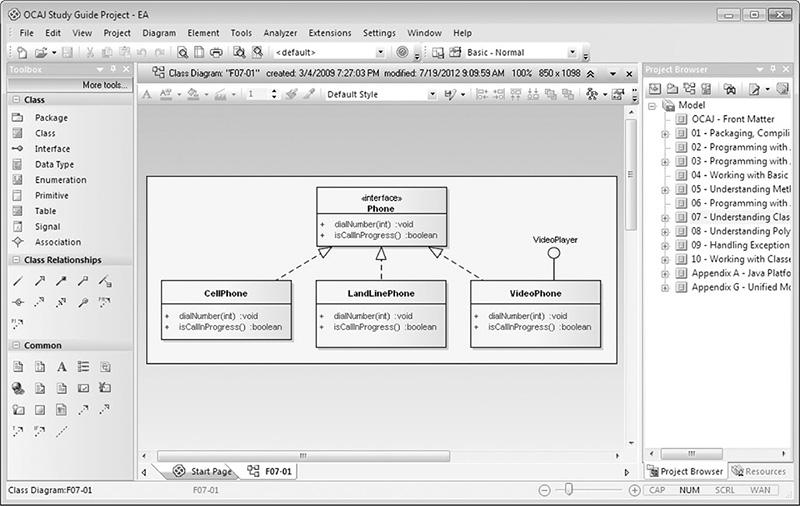 OCAJ Study Guide Project - EA
File Edit View Project Diagram Element Tools Analyzer Extensions Settings Window Help
<default>
Basic - Normal
Toolbox
More tools...
Class
Package
Class
Interface
Data Type
Enumeration
Primitive
Table
Signal
Association
Class Relationships
Common
Class Diagram: "F07-01" created: 3/4/2009 7:27:03 PM modified: 7/19/2012 9:09:59 AM 100% 850 x 1098
1
Default Style
«interface»
Phone
+ dialNumber(int) :void
+ isCallInProgress() :boolean
VideoPlayer
CellPhone
+ dialNumber(int) :void
+ isCallInProgress() :boolean
LandLinePhone
+ dialNumber(int) :void
+ isCallInProgress() :boolean
VideoPhone
+ dialNumber(int) :void
+ isCallInProgress() :boolean
Start Page
F07-01
Project Browser
Model
OCAJ - Front Matter
01 - Packaging, Compili
02 - Programming with
03 - Programming with
04 - Working with Basic
05 - Understanding Met
06 - Programming with
07 - Understanding Clas
08 - Understanding Poly
09 - Handling Exception
10 - Working with Classe
Appendix A - Java Platfo
Appendix G - Unified Mo
Project Browser
Resources
Class Diagram:F07-01
F07-01
CAP NUM SCRL WAN